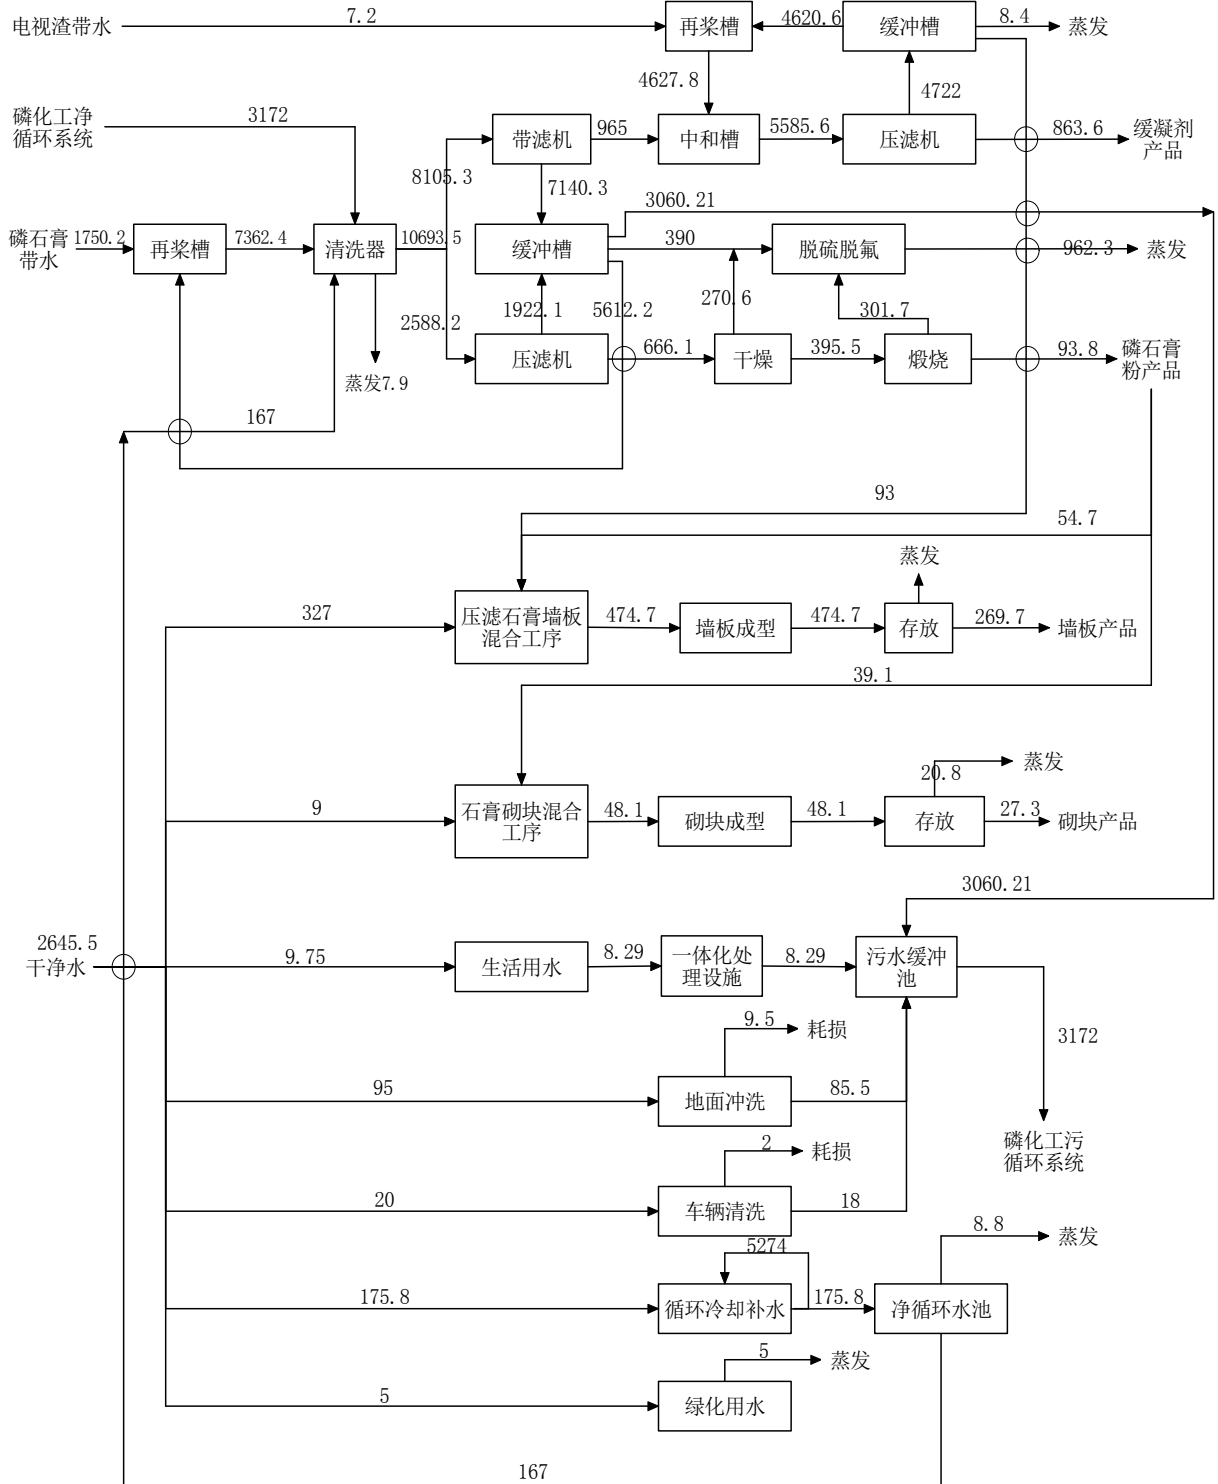 电视渣带水
7.2
再浆槽
4620.6
缓冲槽
8.4
蒸发
4627.8
4722
磷化工净
循环系统
3172
带滤机
965
中和槽
5585.6
压滤机
863.6
缓凝剂
产品
8105.3
7140.3
3060.21
磷石膏
带水
1750.2
再浆槽
7362.4
清洗器
10693.5
缓冲槽
390
脱硫脱氟
962.3
蒸发
2588.2
1922.1
5612.2
270.6
301.7
压滤机
666.1
干燥
395.5
煅烧
93.8
磷石膏
粉产品
蒸发7.9
167
93
54.7
蒸发
327
压滤石膏墙板
混合工序
474.7
墙板成型
474.7
存放
269.7
墙板产品
39.1
20.8
蒸发
9
石膏砌块混合
工序
48.1
砌块成型
48.1
存放
27.3
砌块产品
3060.21
2645.5
干净水
9.75
生活用水
8.29
一体化处
理设施
8.29
污水缓冲
池
9.5
耗损
3172
95
地面冲洗
85.5
磷化工污
循环系统
2
耗损
20
车辆清洗
18
8.8
蒸发
5274
175.8
循环冷却补水
175.8
净循环水池
5
蒸发
5
绿化用水
167